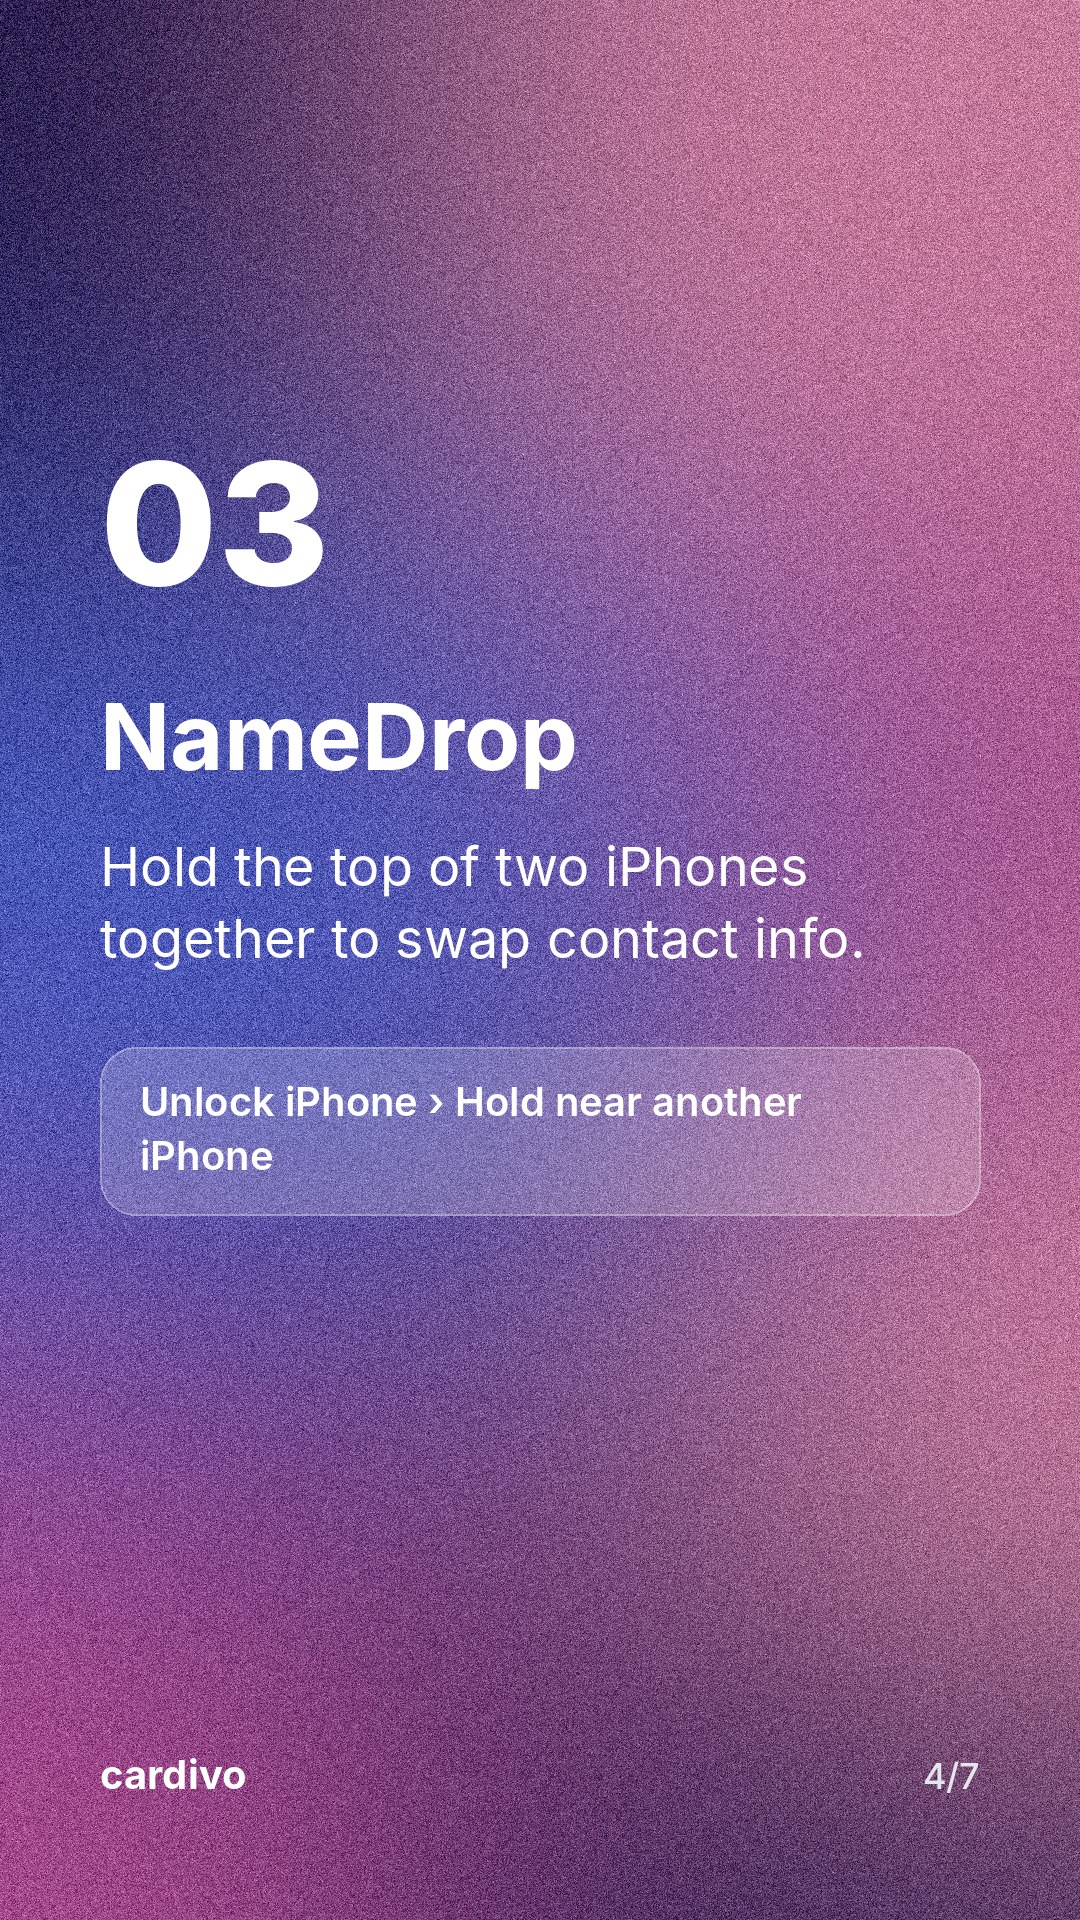 03
NameDrop
Hold the top of two iPhones
together to swap contact info.
Unlock iPhone › Hold near another
iPhone
cardivo
4/7